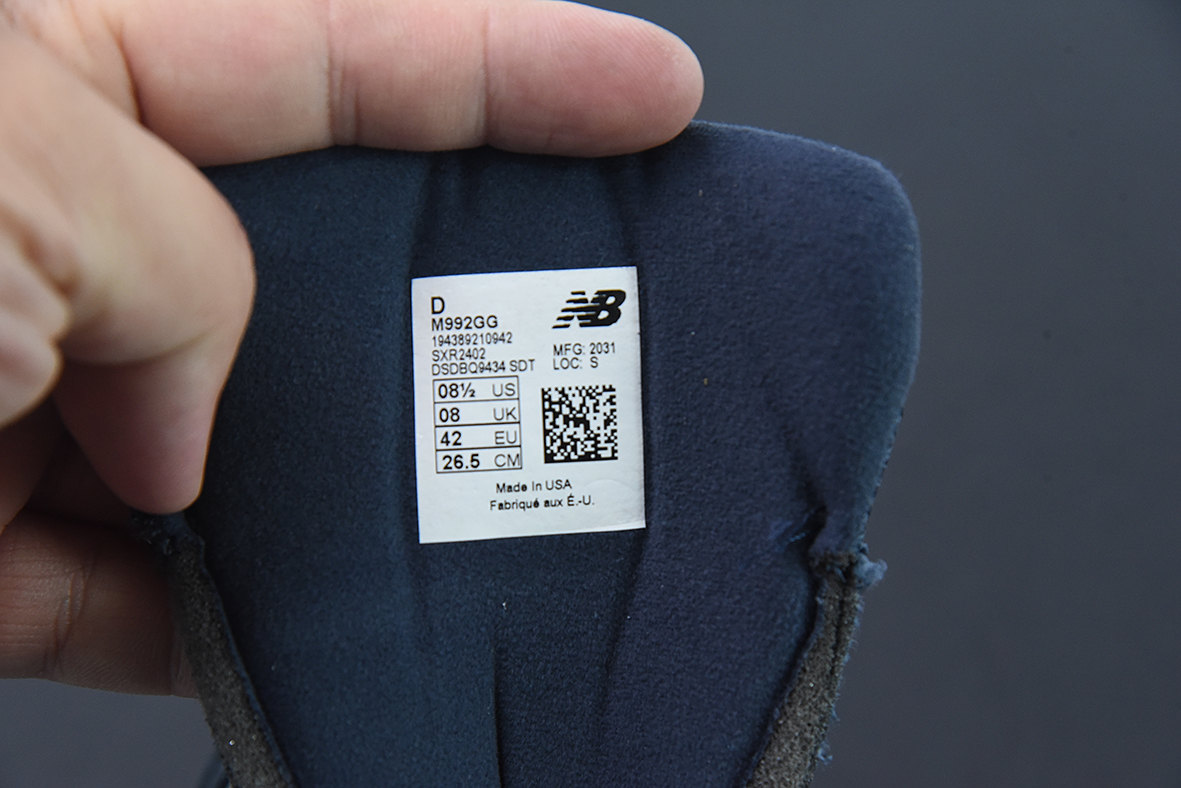 D
M992GG
NB
194389210942
SXR2402
MFG: 2031
DSDBQ9434 SDT
LOC: S
08½ US
08 UK
42 EU
26.5 CM
Made In USA
Fabriqué aux É.-U.